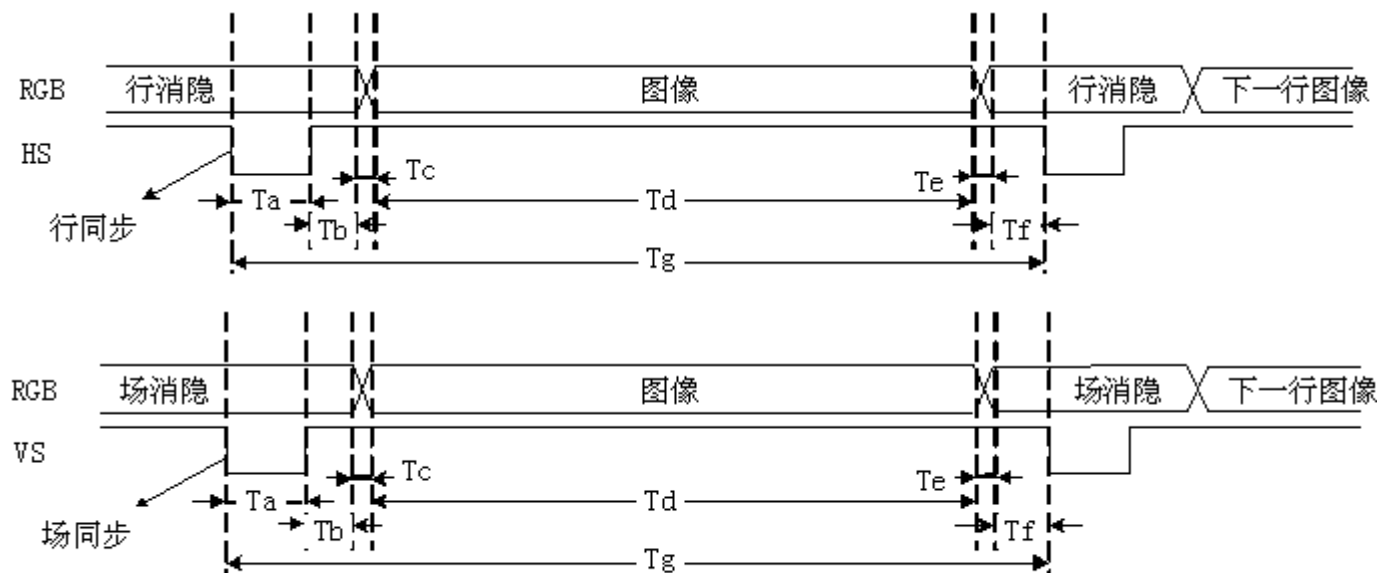 RGB 行消隐 图像 行消隐 下一行图像
HS
Tc Te
Ta Td
行同步 Tb Tf
Tg
RGB 场消隐 图像 场消隐 下一行图像
VS
Tc Te
Ta Td
场同步 Tb Tf
Tg